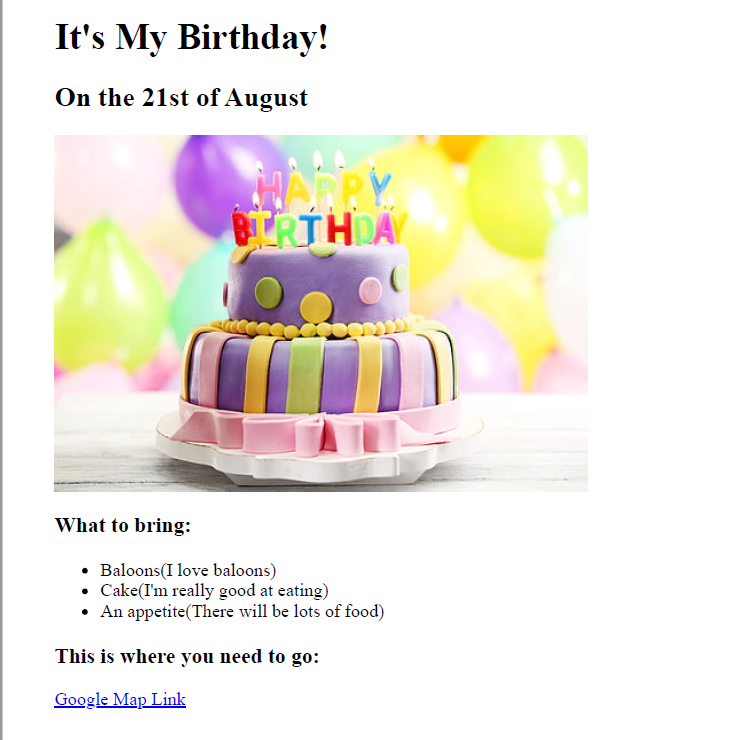 It's My Birthday!
On the 21st of August
HAPPY
BIRTHDAY
What to bring:
Baloons(I love baloons)
Cake(I'm really good at eating)
An appetite(There will be lots of food)
This is where you need to go:
Google Map Link